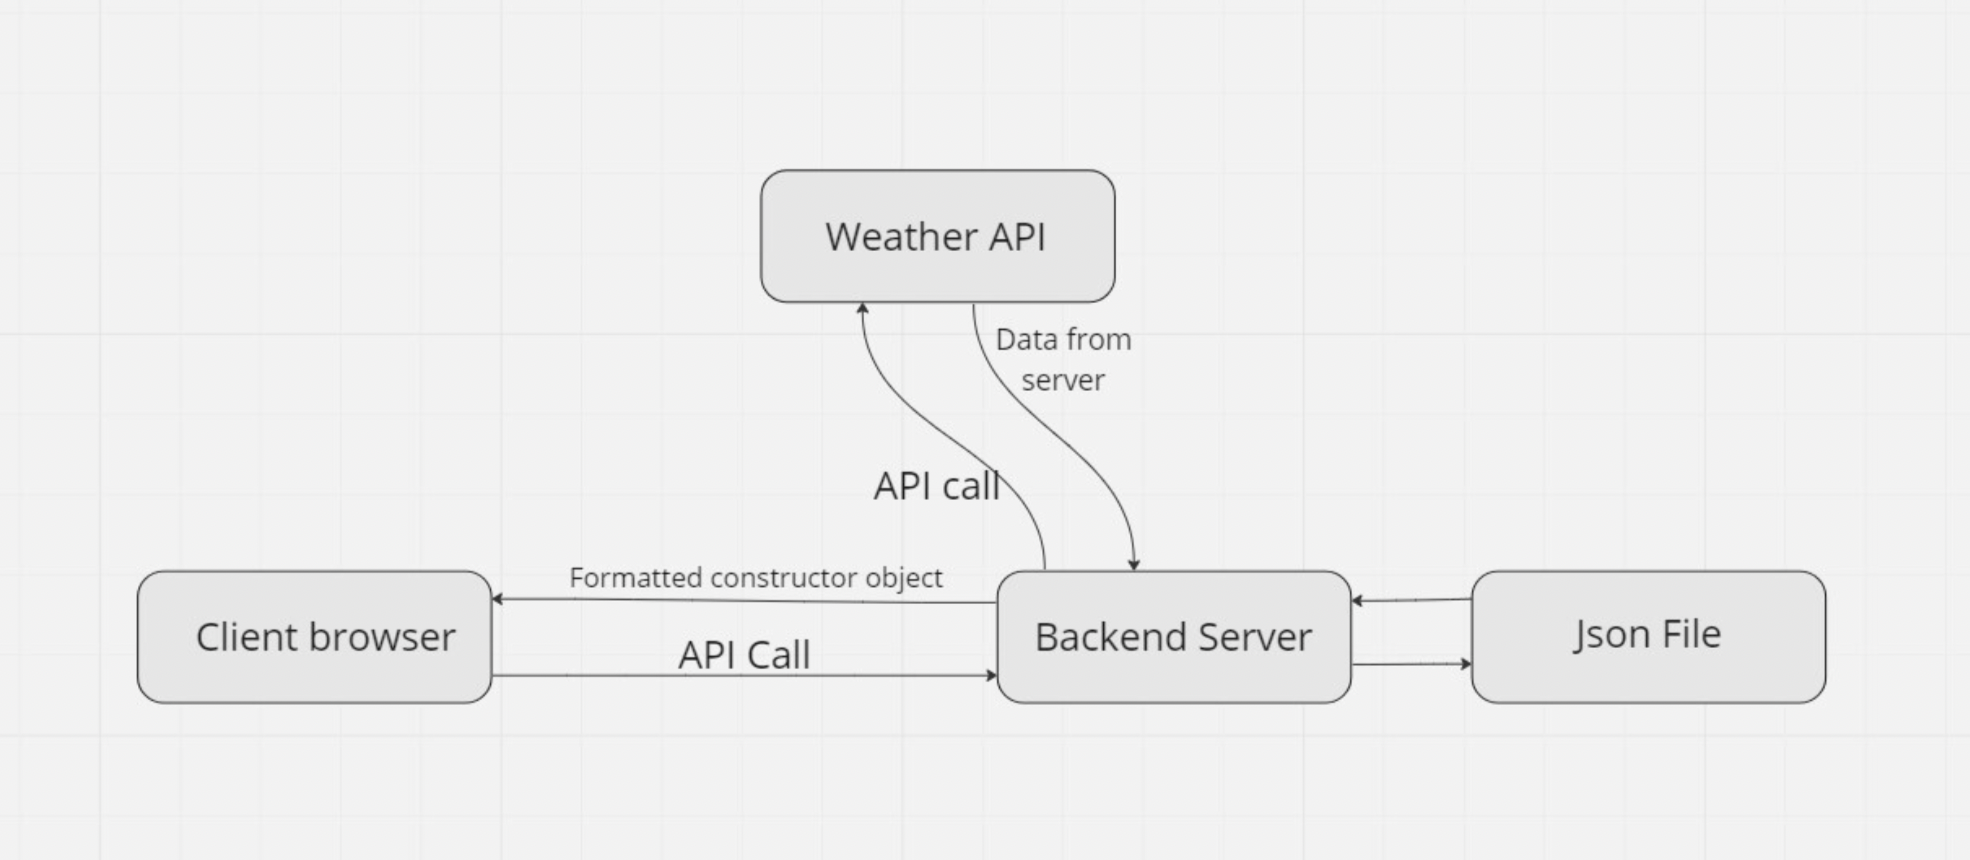 Weather API
Data from
server
API call
Formatted constructor object
Client browser
API Call
Backend Server
Json File